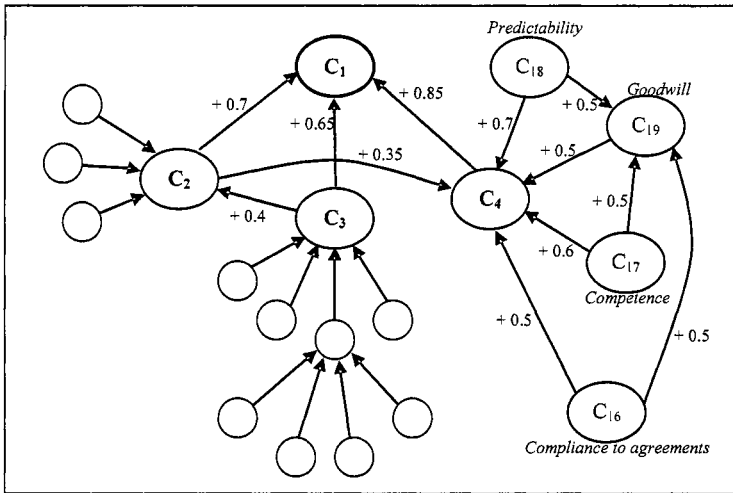 Predictability
C1
C18
+ 0.7
+ 0.85
+ 0.5
Goodwill
+ 0.65
+ 0.7
C19
+ 0.35
+ 0.5
C2
C4
+ 0.5
+ 0.4
C3
+ 0.6
C17
Competence
+ 0.5
+ 0.5
C16
Compliance to agreements